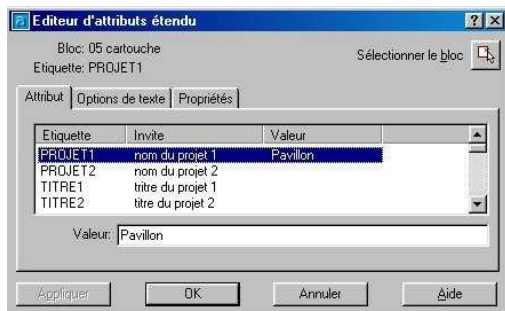 Editeur d'attributs étendu
Bloc: 05 cartouche
Sélectionner le bloc
Etiquette: PROJET1
Attribut Options de texte Propriétés
Etiquette Invite Valeur
PROJET1 nom du projet 1 Pavillon
PROJET2 nom du projet 2
TITRE1 tritre du projet 1
TITRE2 titre du projet 2
Valeur: Pavillon
Appliquer OK Annuler Aide